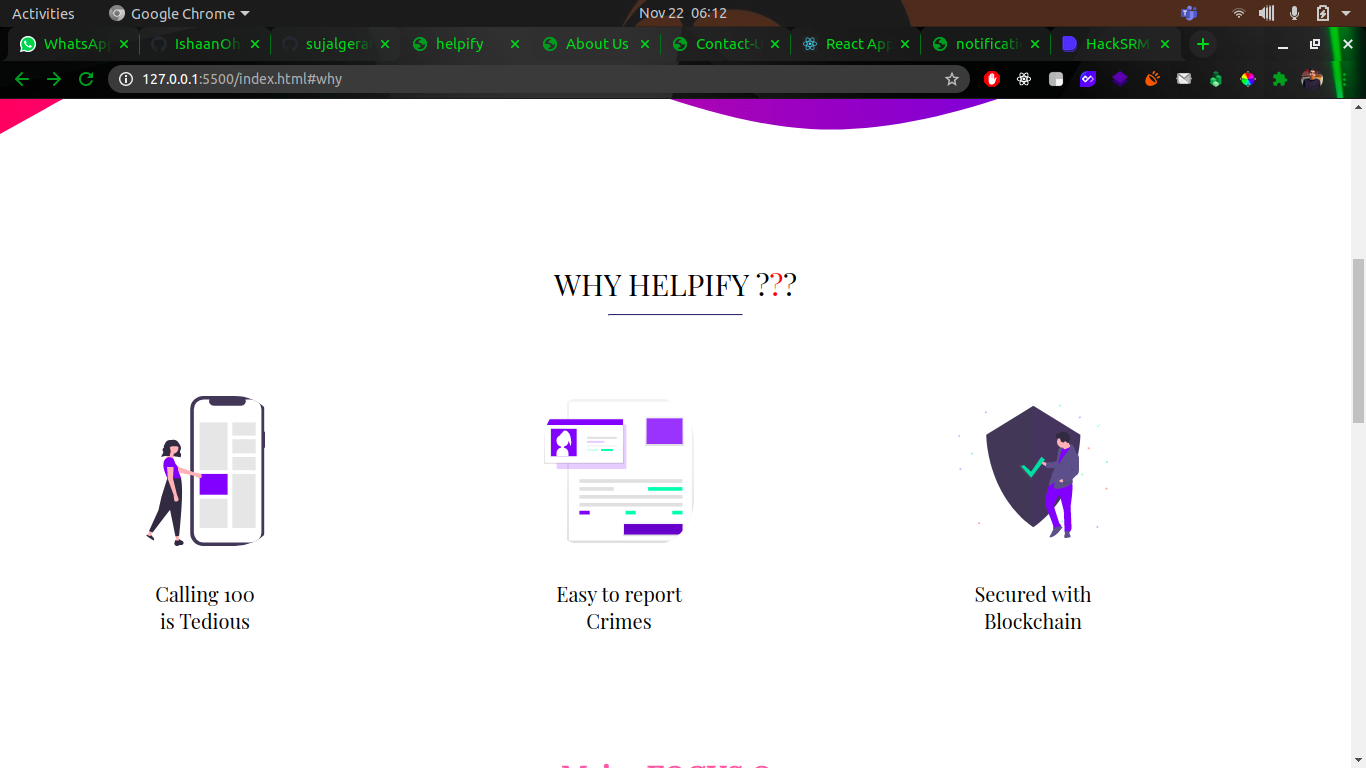 Activities
Google Chrome
Nov 22 06:12
WhatsAp
IshaanOh
sujalgera
helpify
About Us
Contact-U
React App
notificati
HackSRM
127.0.0.1:5500/index.html#why
WHY HELPIFY ???
Calling 100
is Tedious
Easy to report
Crimes
Secured with
Blockchain